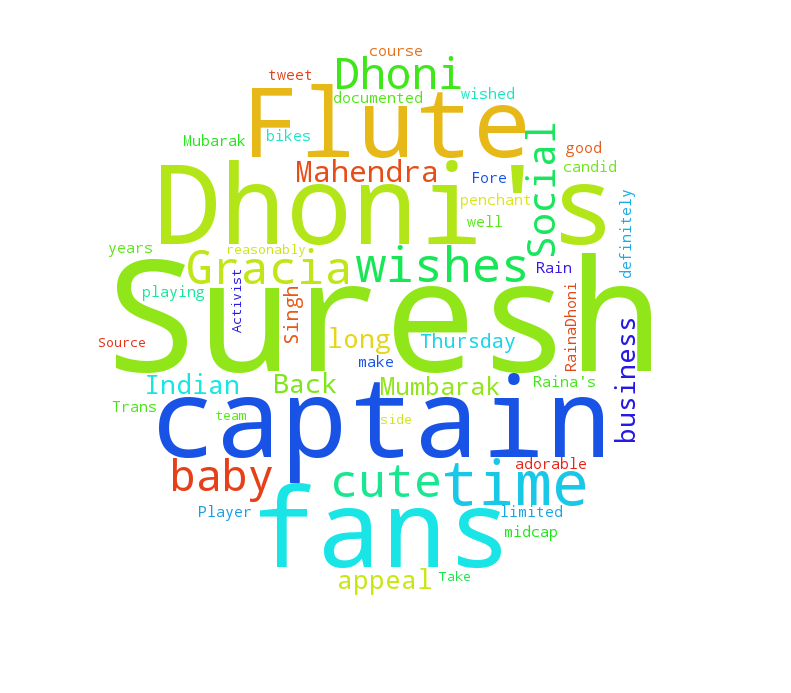 course
Dhoni
tweet
documented
wished
Flute
Mubarak
bikes
Social
good
candid
Mahendra
Fore
Dhoni's
penchant
well
definitely
years
reasonably
Gracia
wishes
Rain
Activist
playing
Singh
Suresh
RainaDhoni
Source
long
Thursday
business
make
Indian
Back
Mumbarak
Raina's
Trans
team
side
captain
baby
cute
time
adorable
Player
fans
limited
midcap
appeal
Take